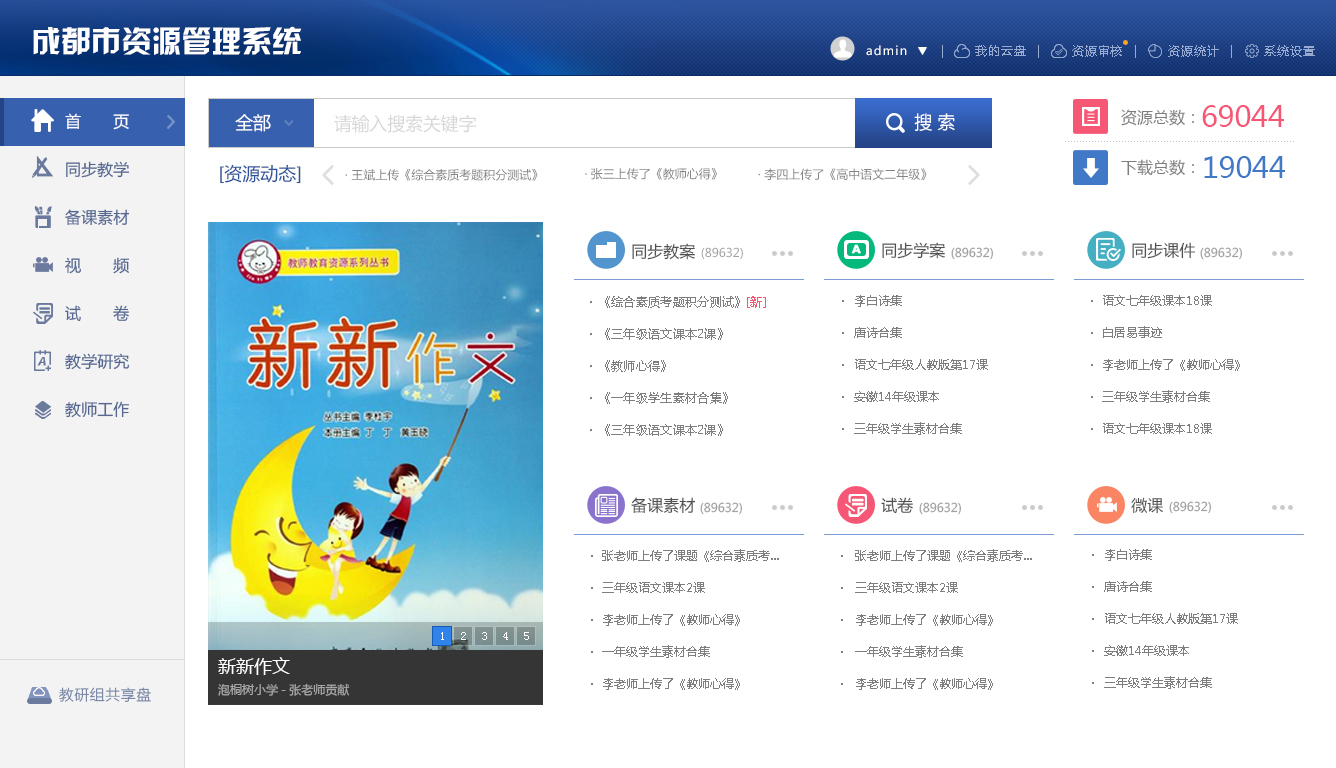 成都市资源管理系统
admin ▼ | 我的云盘 | 资源审核 | 资源统计 | 系统设置
首 页
同步教学
备课素材
视 频
试 卷
教学研究
教师工作
教研组共享盘
全部 请输入搜索关键字 搜索
[资源动态] · 王斌上传《综合素质考题积分测试》 · 张三上传了《教师心得》 · 李四上传了《高中语文二年级》
资源总数：69044
下载总数：19044
教师教育资源系列丛书
新新作文
丛书主编 李桂宇
本册主编 丁 丁 黄玉晓
1 2 3 4 5
新新作文
泡桐树小学 - 张老师贡献
同步教案 (89632)
· 《综合素质考题积分测试》[新]
· 《三年级语文课本2课》
· 《教师心得》
· 《一年级学生素材合集》
· 《三年级语文课本2课》
同步学案 (89632)
· 李白诗集
· 唐诗合集
· 语文七年级人教版第17课
· 安徽14年级课本
· 三年级学生素材合集
同步课件 (89632)
· 语文七年级课本18课
· 白居易事迹
· 李老师上传了《教师心得》
· 三年级学生素材合集
· 语文七年级课本18课
备课素材 (89632)
· 张老师上传了课题《综合素质考...
· 三年级语文课本2课
· 李老师上传了《教师心得》
· 一年级学生素材合集
· 李老师上传了《教师心得》
试卷 (89632)
· 张老师上传了课题《综合素质考...
· 三年级语文课本2课
· 李老师上传了《教师心得》
· 一年级学生素材合集
· 李老师上传了《教师心得》
微课 (89632)
· 李白诗集
· 唐诗合集
· 语文七年级人教版第17课
· 安徽14年级课本
· 三年级学生素材合集